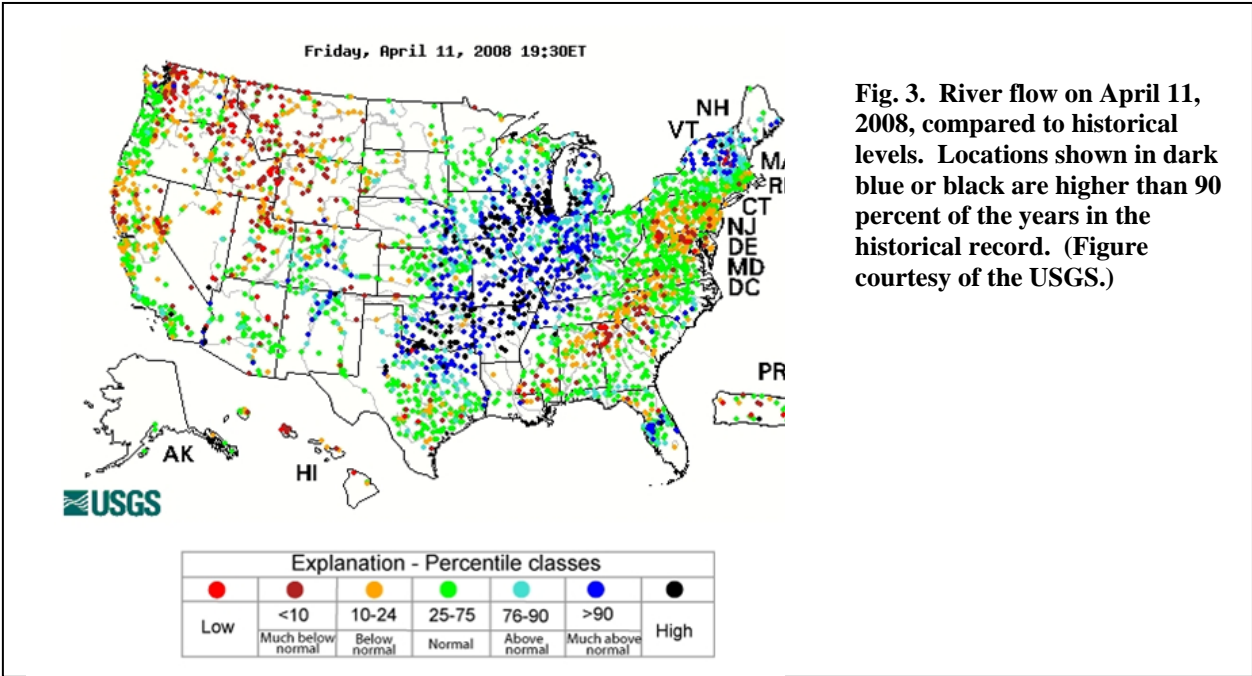 Friday, April 11, 2008 19:30ET
NH
VT
MA
RI
CT
NJ
DE
MD
DC
PR
AK
HI
USGS
Explanation - Percentile classes
Low
<10
10-24
25-75
76-90
>90
High
Much below
normal
Below
normal
Normal
Above
normal
Much above
normal
Fig. 3. River flow on April 11,
2008, compared to historical
levels. Locations shown in dark
blue or black are higher than 90
percent of the years in the
historical record. (Figure
courtesy of the USGS.)